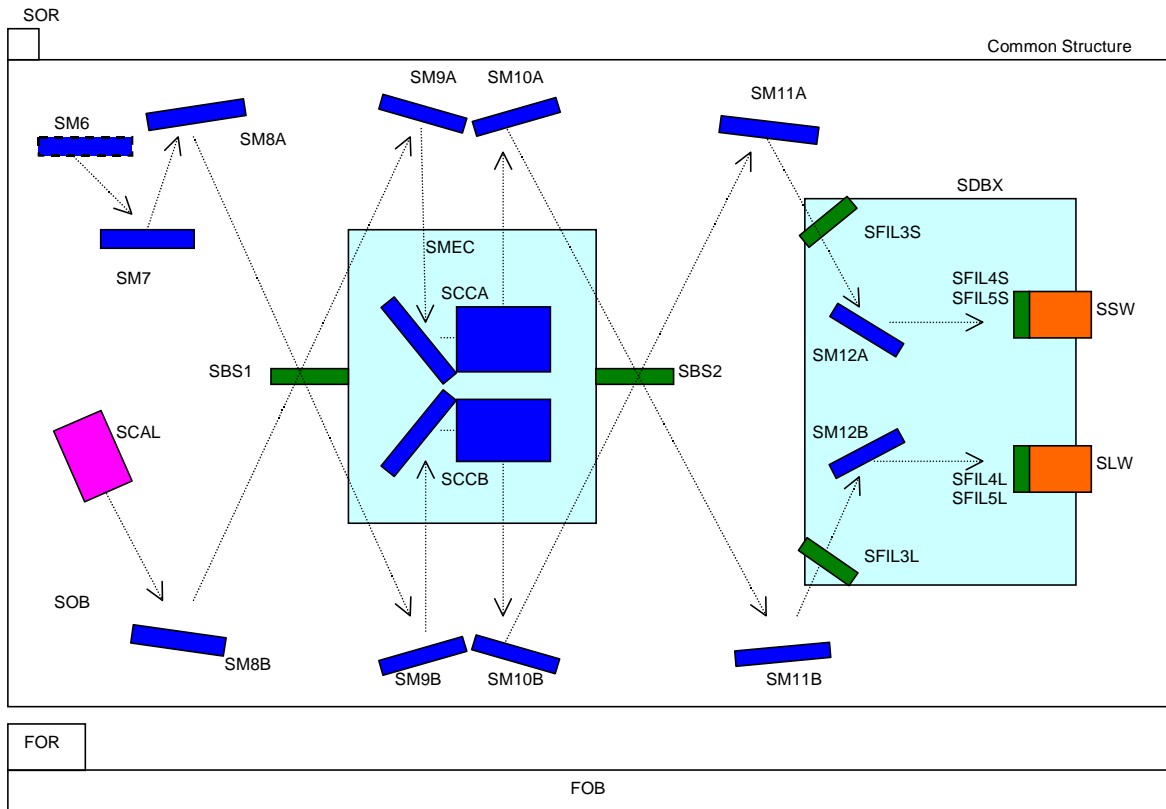 SOR
Common Structure
SM9A
SM10A
SM11A
SM6
SM8A
SDBX
SFIL3S
SMEC
SM7
SCCA
SFIL4S
SFIL5S
SSW
SM12A
SBS1
SBS2
SCAL
SM12B
SLW
SCCB
SFIL4L
SFIL5L
SFIL3L
SOB
SM8B
SM9B
SM10B
SM11B
FOR
FOB